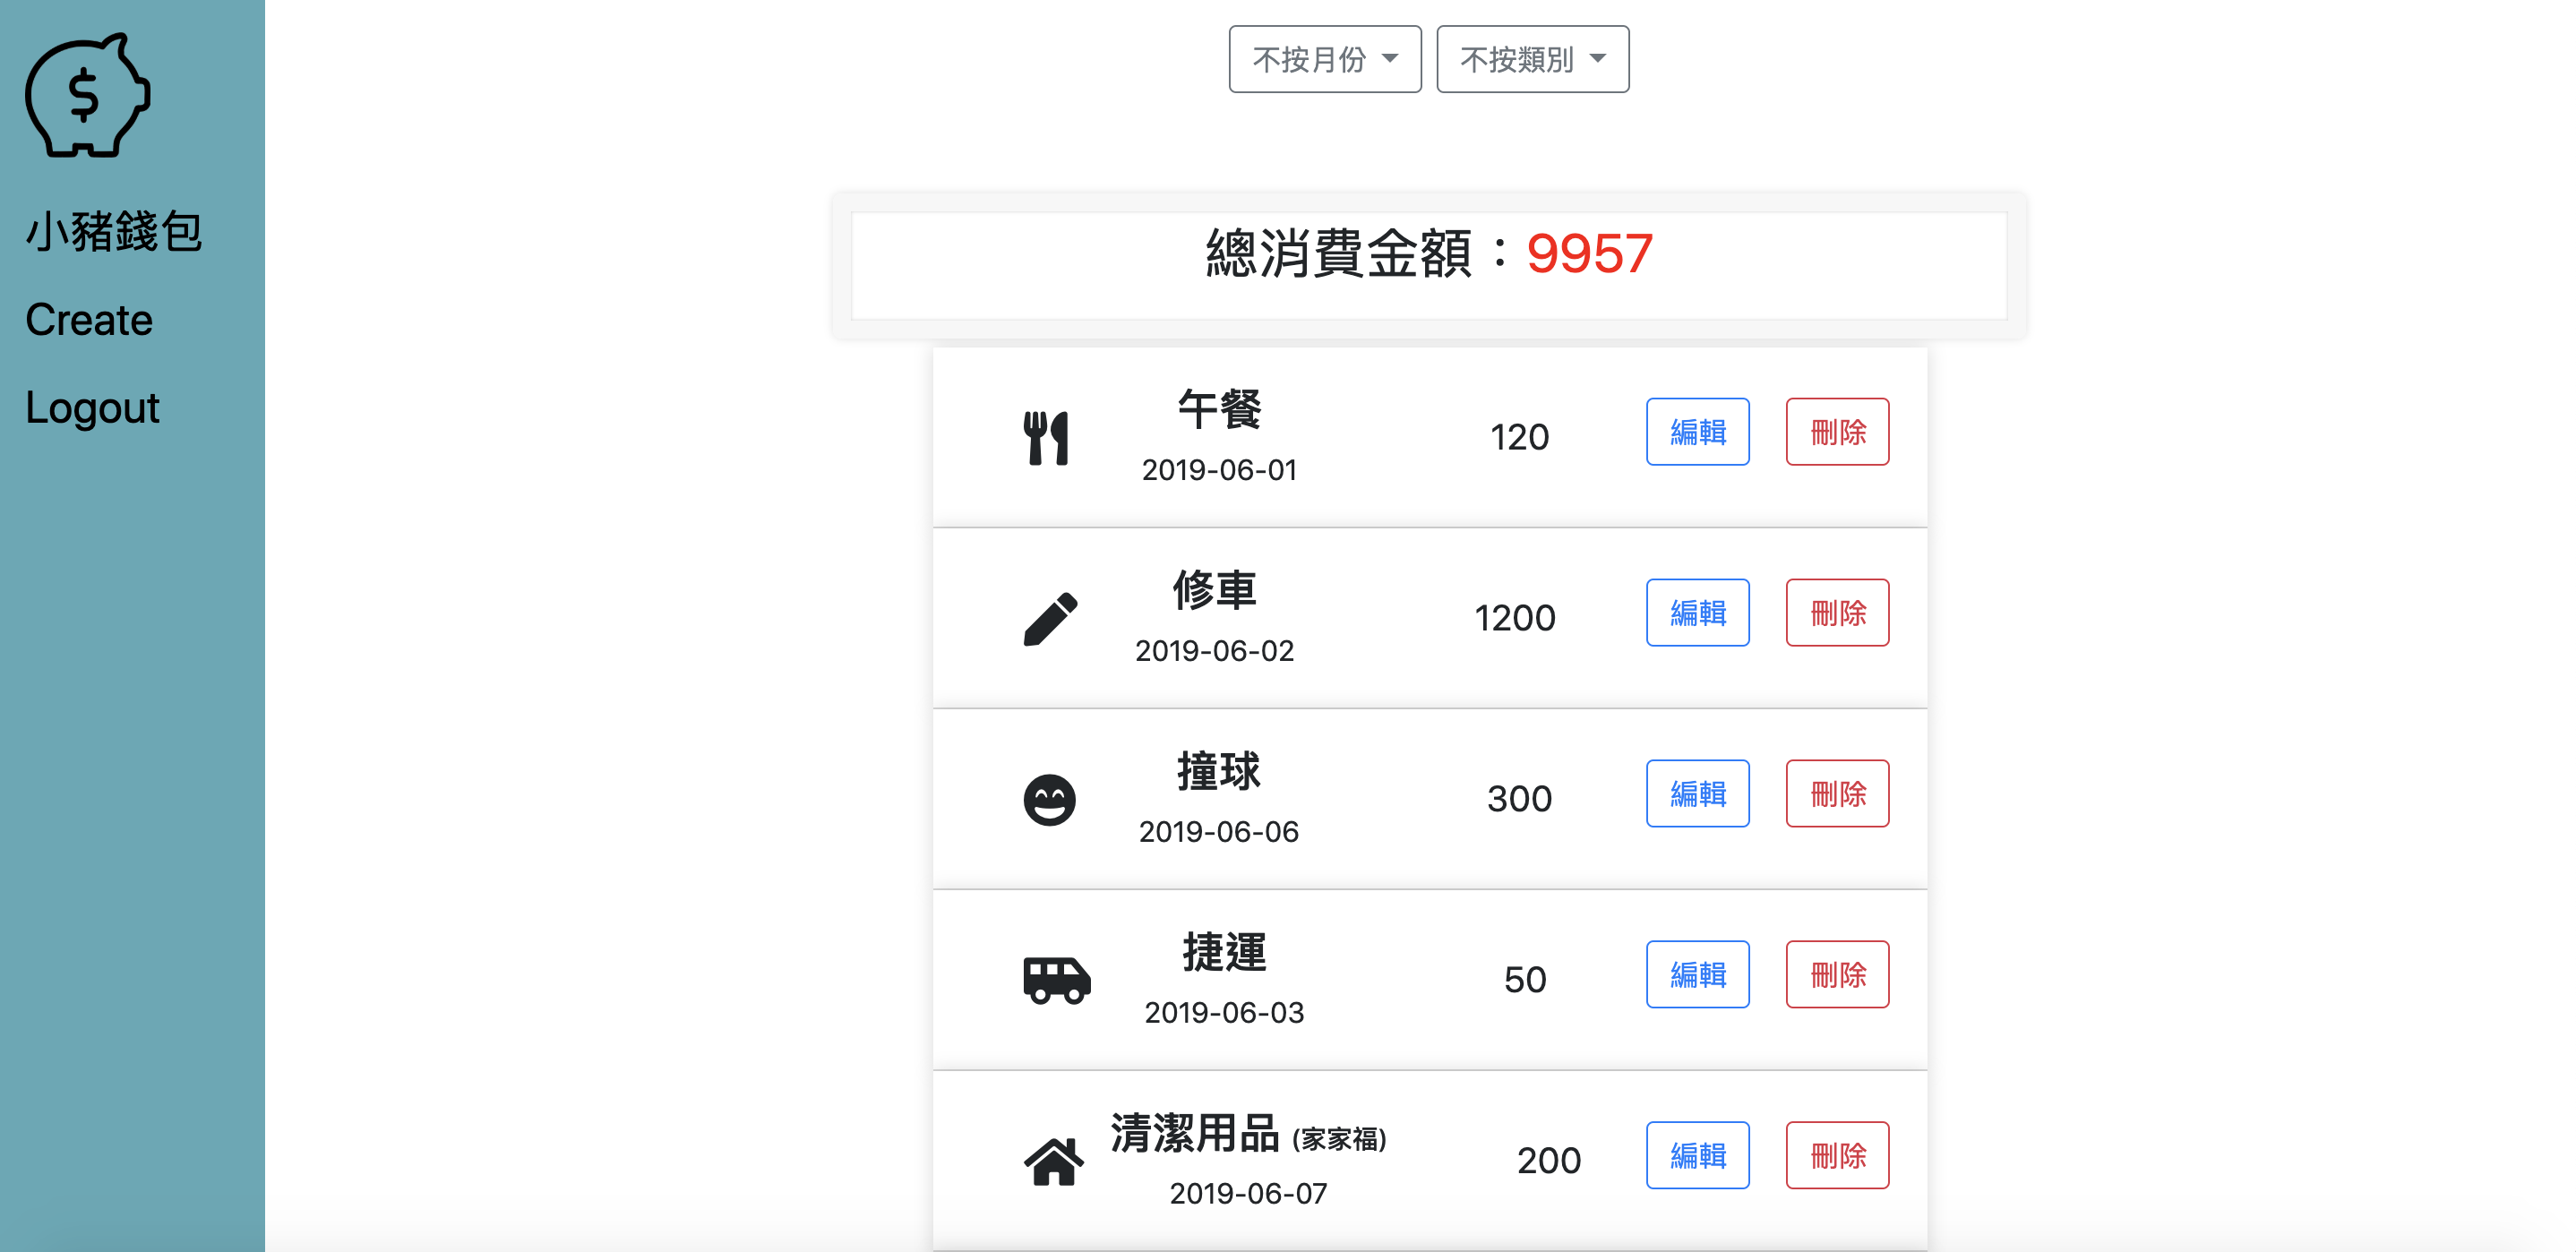 $
小豬錢包
Create
Logout
不按月份
不按類別
總消費金額：9957
午餐
2019-06-01
120
編輯
刪除
修車
2019-06-02
1200
編輯
刪除
撞球
2019-06-06
300
編輯
刪除
捷運
2019-06-03
50
編輯
刪除
清潔用品 (家家福)
2019-06-07
200
編輯
刪除